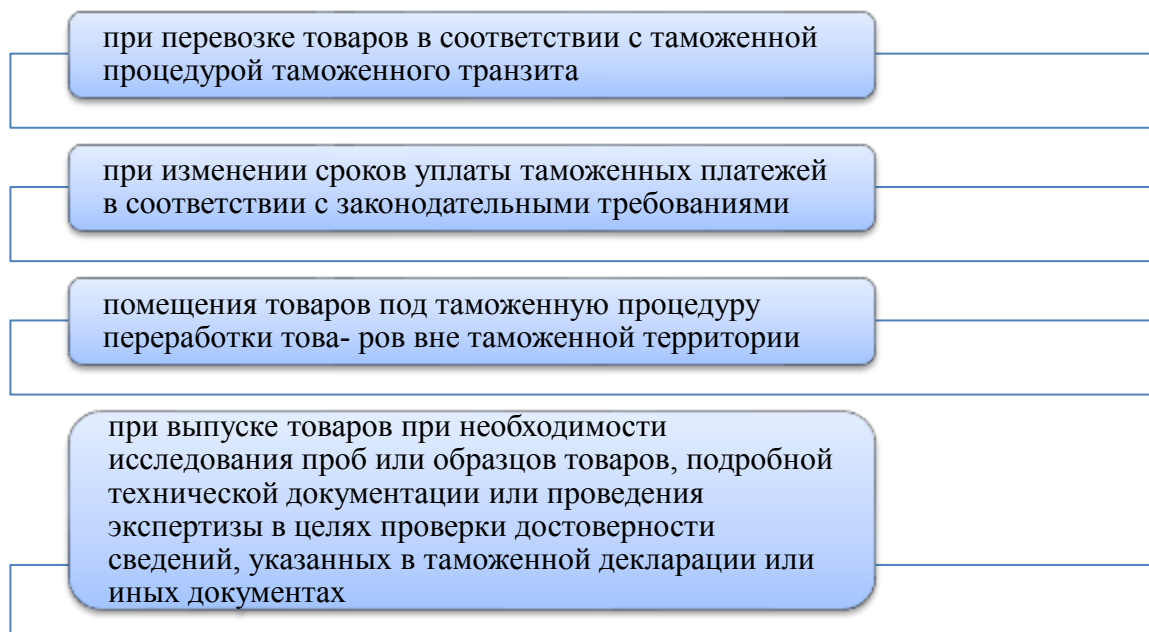 при перевозке товаров в соответствии с таможенной
процедурой таможенного транзита
при изменении сроков уплаты таможенных платежей
в соответствии с законодательными требованиями
помещения товаров под таможенную процедуру
переработки това- ров вне таможенной территории
при выпуске товаров при необходимости
исследования проб или образцов товаров, подробной
технической документации или проведения
экспертизы в целях проверки достоверности
сведений, указанных в таможенной декларации или
иных документах